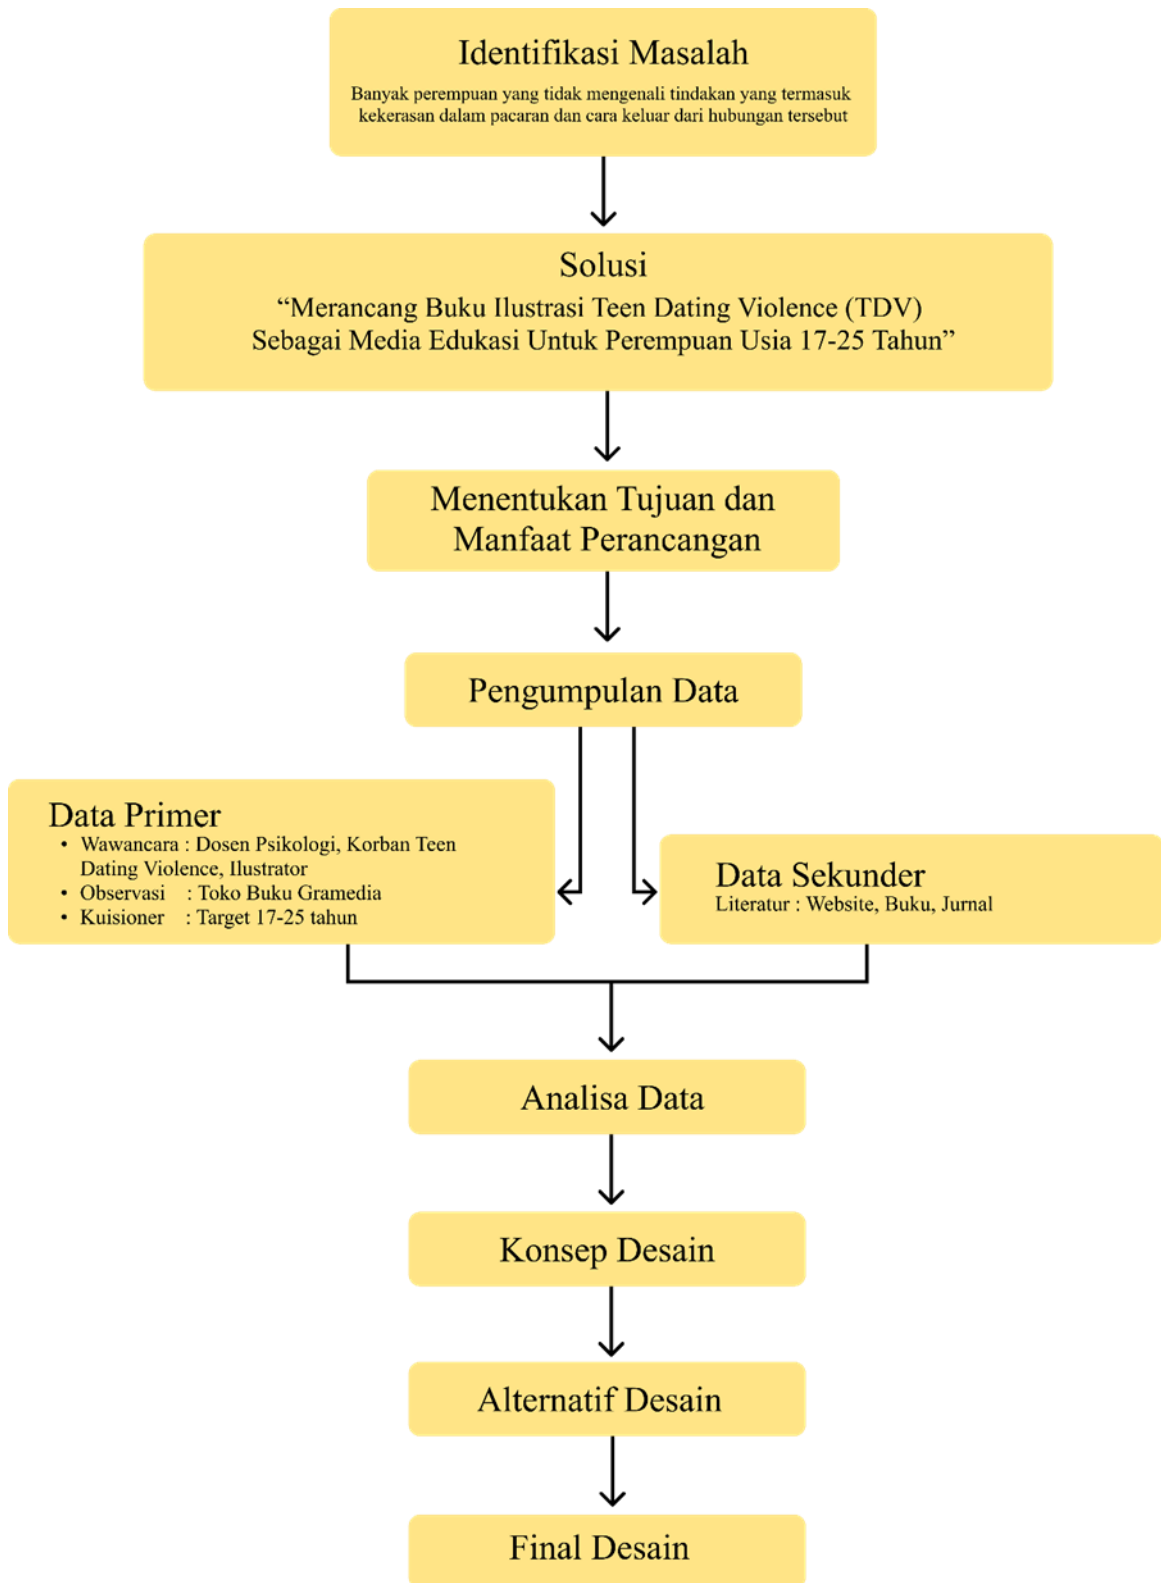 Identifikasi Masalah
Banyak perempuan yang tidak mengenali tindakan yang termasuk
kekerasan dalam pacaran dan cara keluar dari hubungan tersebut
Solusi
“Merancang Buku Ilustrasi Teen Dating Violence (TDV)
Sebagai Media Edukasi Untuk Perempuan Usia 17-25 Tahun”
Menentukan Tujuan dan
Manfaat Perancangan
Pengumpulan Data
Data Primer
• Wawancara : Dosen Psikologi, Korban Teen
Dating Violence, Ilustrator
• Observasi : Toko Buku Gramedia
• Kuisioner : Target 17-25 tahun
Data Sekunder
Literatur : Website, Buku, Jurnal
Analisa Data
Konsep Desain
Alternatif Desain
Final Desain